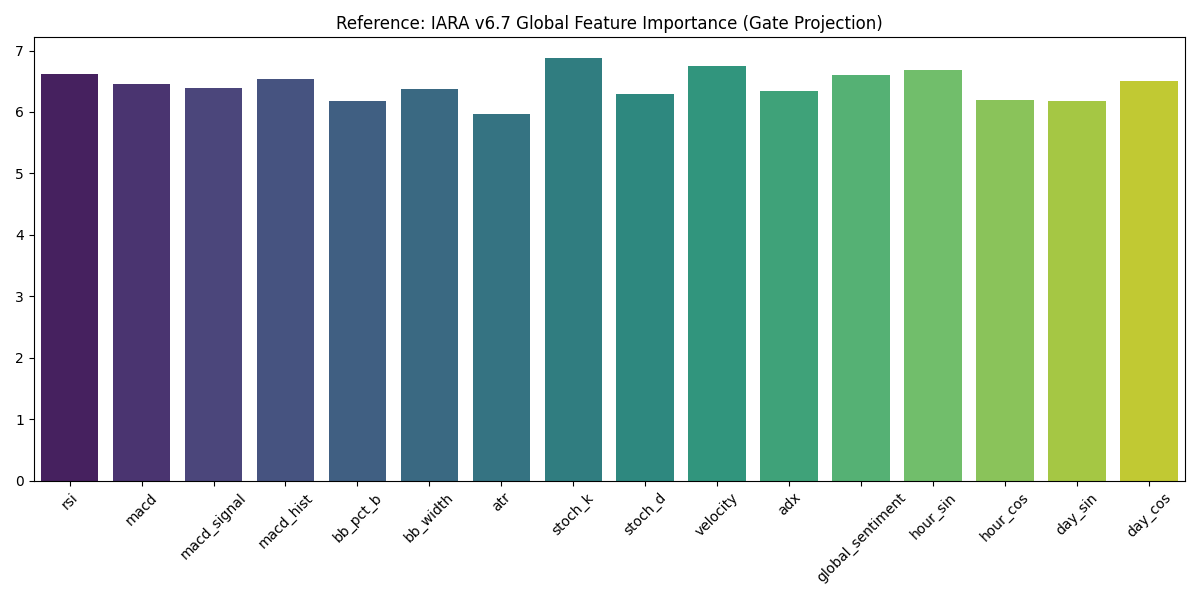 Reference: IARA v6.7 Global Feature Importance (Gate Projection)
7
6
5
4
3
2
1
0
rsi
macd
macd_signal
macd_hist
bb_pct_b
bb_width
atr
stoch_k
stoch_d
velocity
adx
global_sentiment
hour_sin
hour_cos
day_sin
day_cos